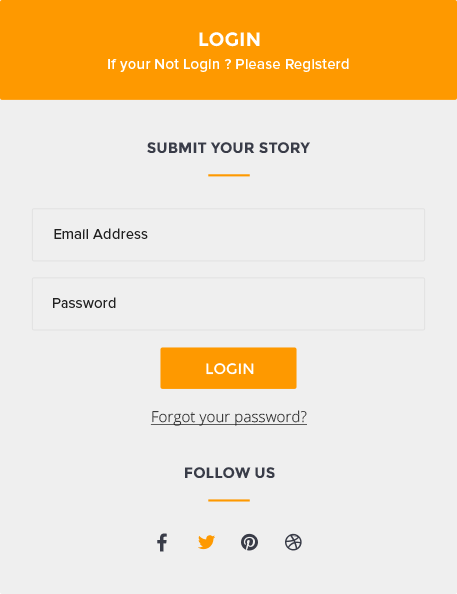 LOGIN
If your Not Login ? Please Registerd
SUBMIT YOUR STORY
Email Address
Password
LOGIN
Forgot your password?
FOLLOW US